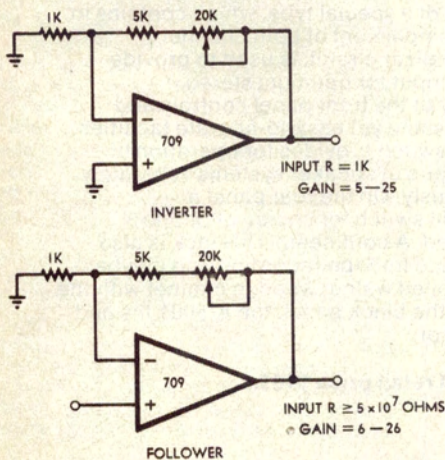 1K 5K 20K
−
709
+
INPUT R = 1K
GAIN = 5—25
INVERTER
1K 5K 20K
−
709
+
INPUT R ≥ 5×10⁷ OHMS
GAIN = 6—26
FOLLOWER